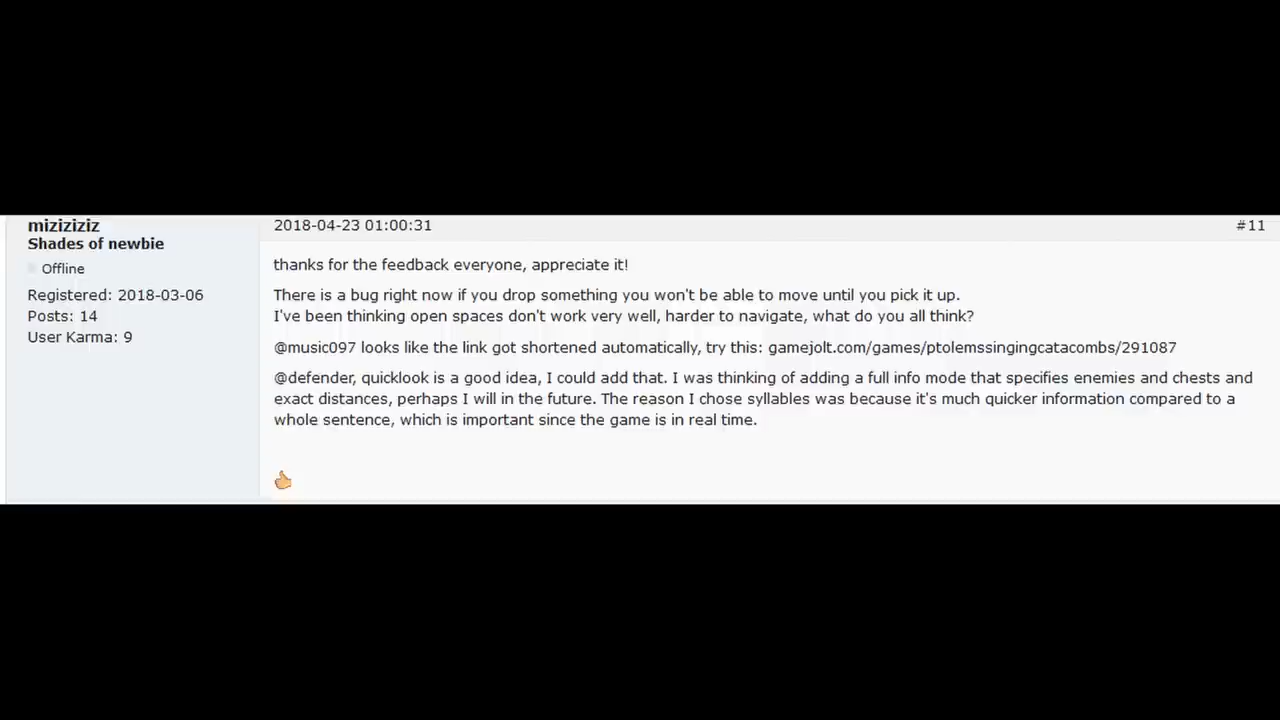 miziziziz
Shades of newbie
Offline
Registered: 2018-03-06
Posts: 14
User Karma: 9
2018-04-23 01:00:31
#11
thanks for the feedback everyone, appreciate it!
There is a bug right now if you drop something you won't be able to move until you pick it up.
I've been thinking open spaces don't work very well, harder to navigate, what do you all think?
@music097 looks like the link got shortened automatically, try this: gamejolt.com/games/ptolemssingingcatacombs/291087
@defender, quicklook is a good idea, I could add that. I was thinking of adding a full info mode that specifies enemies and chests and
exact distances, perhaps I will in the future. The reason I chose syllables was because it's much quicker information compared to a
whole sentence, which is important since the game is in real time.